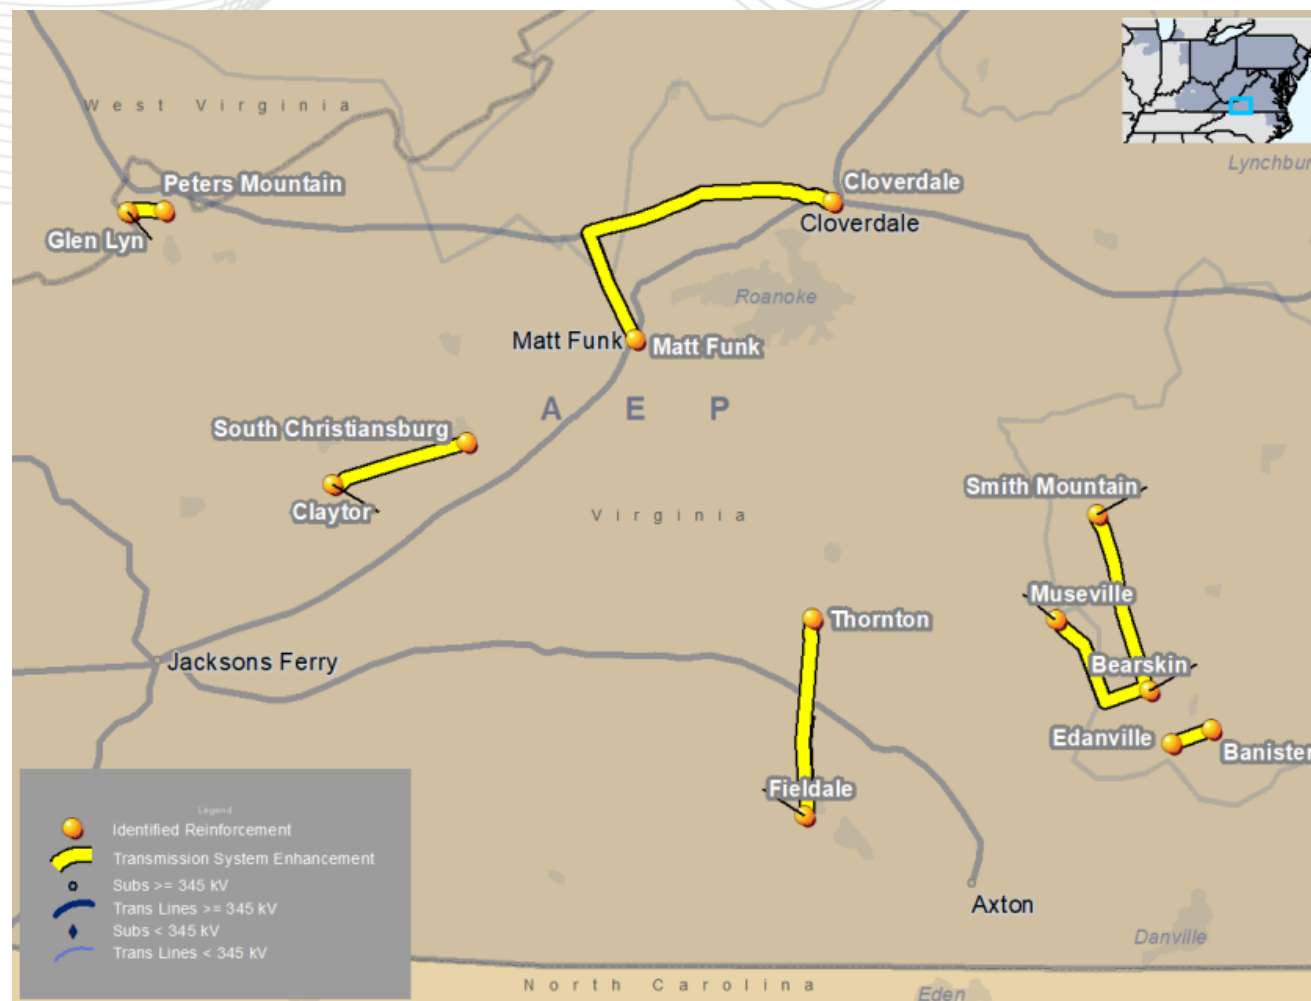 West Virginia
Lynchbur
Peters Mountain
Glen Lyn
Cloverdale
Cloverdale
Roanoke
Matt Funk
Matt Funk
A E P
South Christiansburg
Claytor
Smith Mountain
Virginia
Museville
Thornton
Bearskin
Jacksons Ferry
Edanville
Banister
Fieldale
Axton
Danville
Legend
Identified Reinforcement
Transmission System Enhancement
Subs >= 345 kV
Trans Lines >= 345 kV
Subs < 345 kV
Trans Lines < 345 kV
North Carolina
Eden